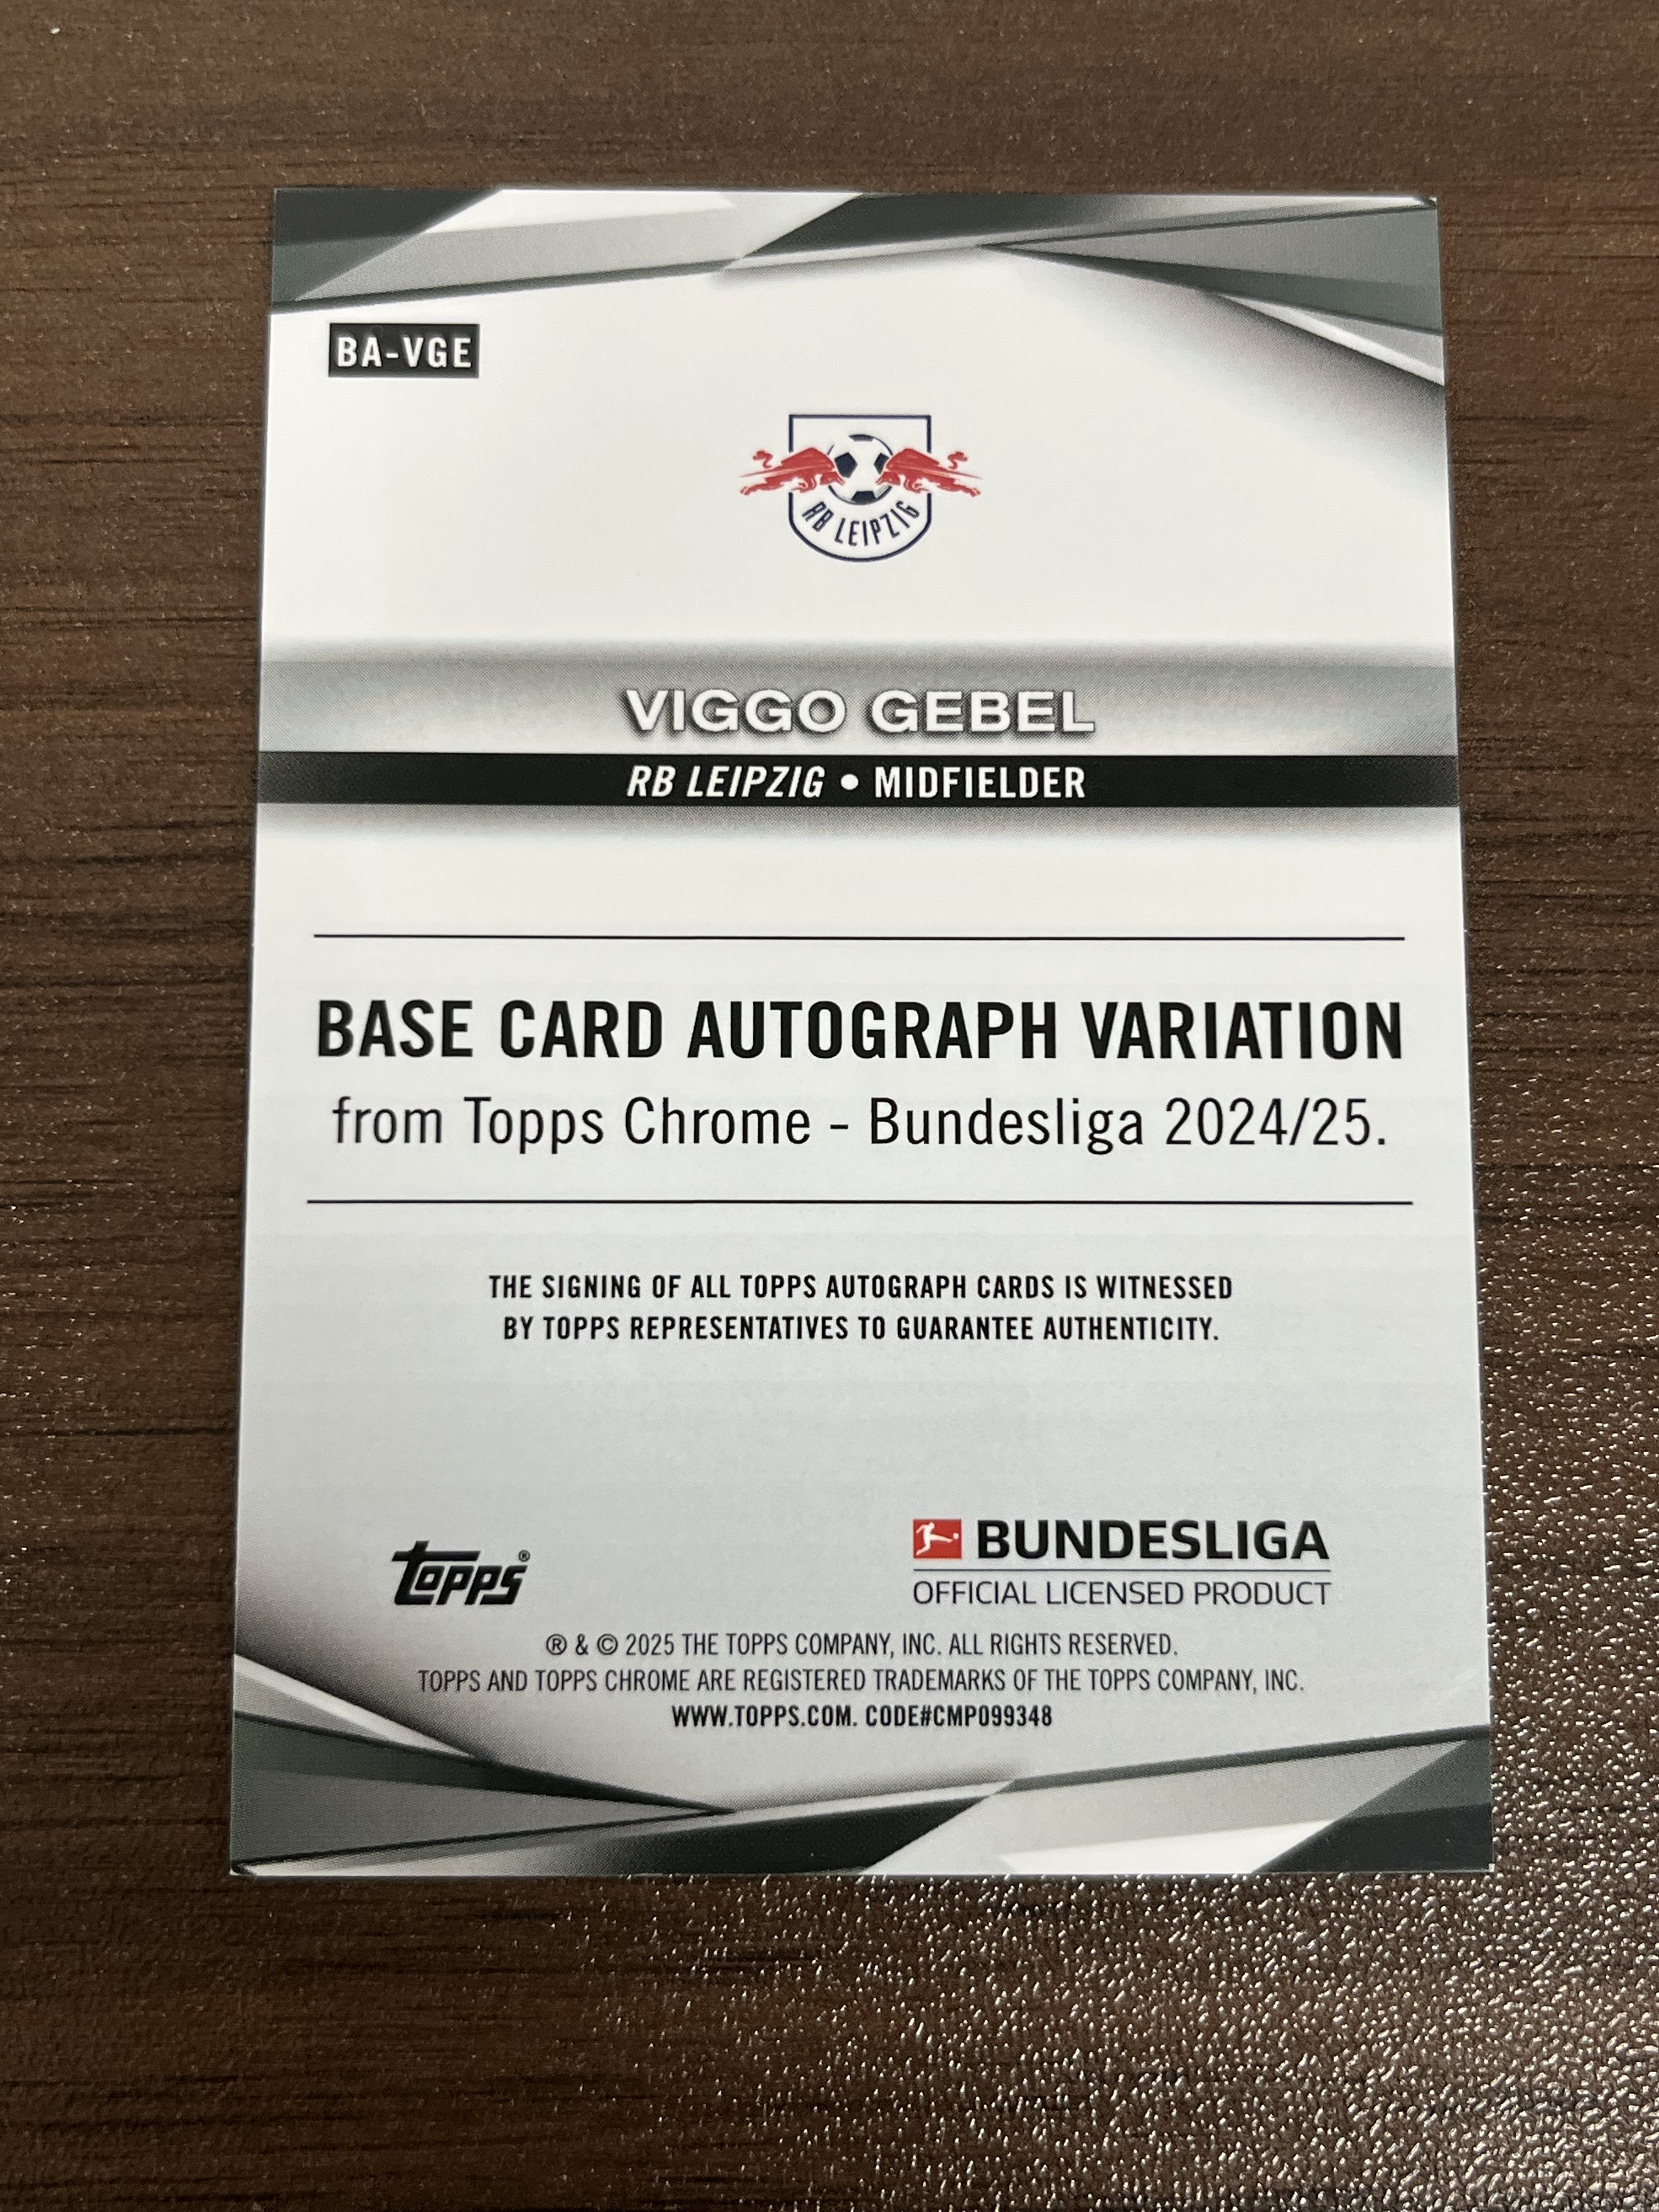 BA-VGE
RB LEIPZIG
VIGGO GEBEL
RB LEIPZIG • MIDFIELDER
BASE CARD AUTOGRAPH VARIATION
from Topps Chrome - Bundesliga 2024/25.
THE SIGNING OF ALL TOPPS AUTOGRAPH CARDS IS WITNESSED
BY TOPPS REPRESENTATIVES TO GUARANTEE AUTHENTICITY.
topps®
BUNDESLIGA
OFFICIAL LICENSED PRODUCT
® & © 2025 THE TOPPS COMPANY, INC. ALL RIGHTS RESERVED.
TOPPS AND TOPPS CHROME ARE REGISTERED TRADEMARKS OF THE TOPPS COMPANY, INC.
WWW.TOPPS.COM. CODE#CMP099348